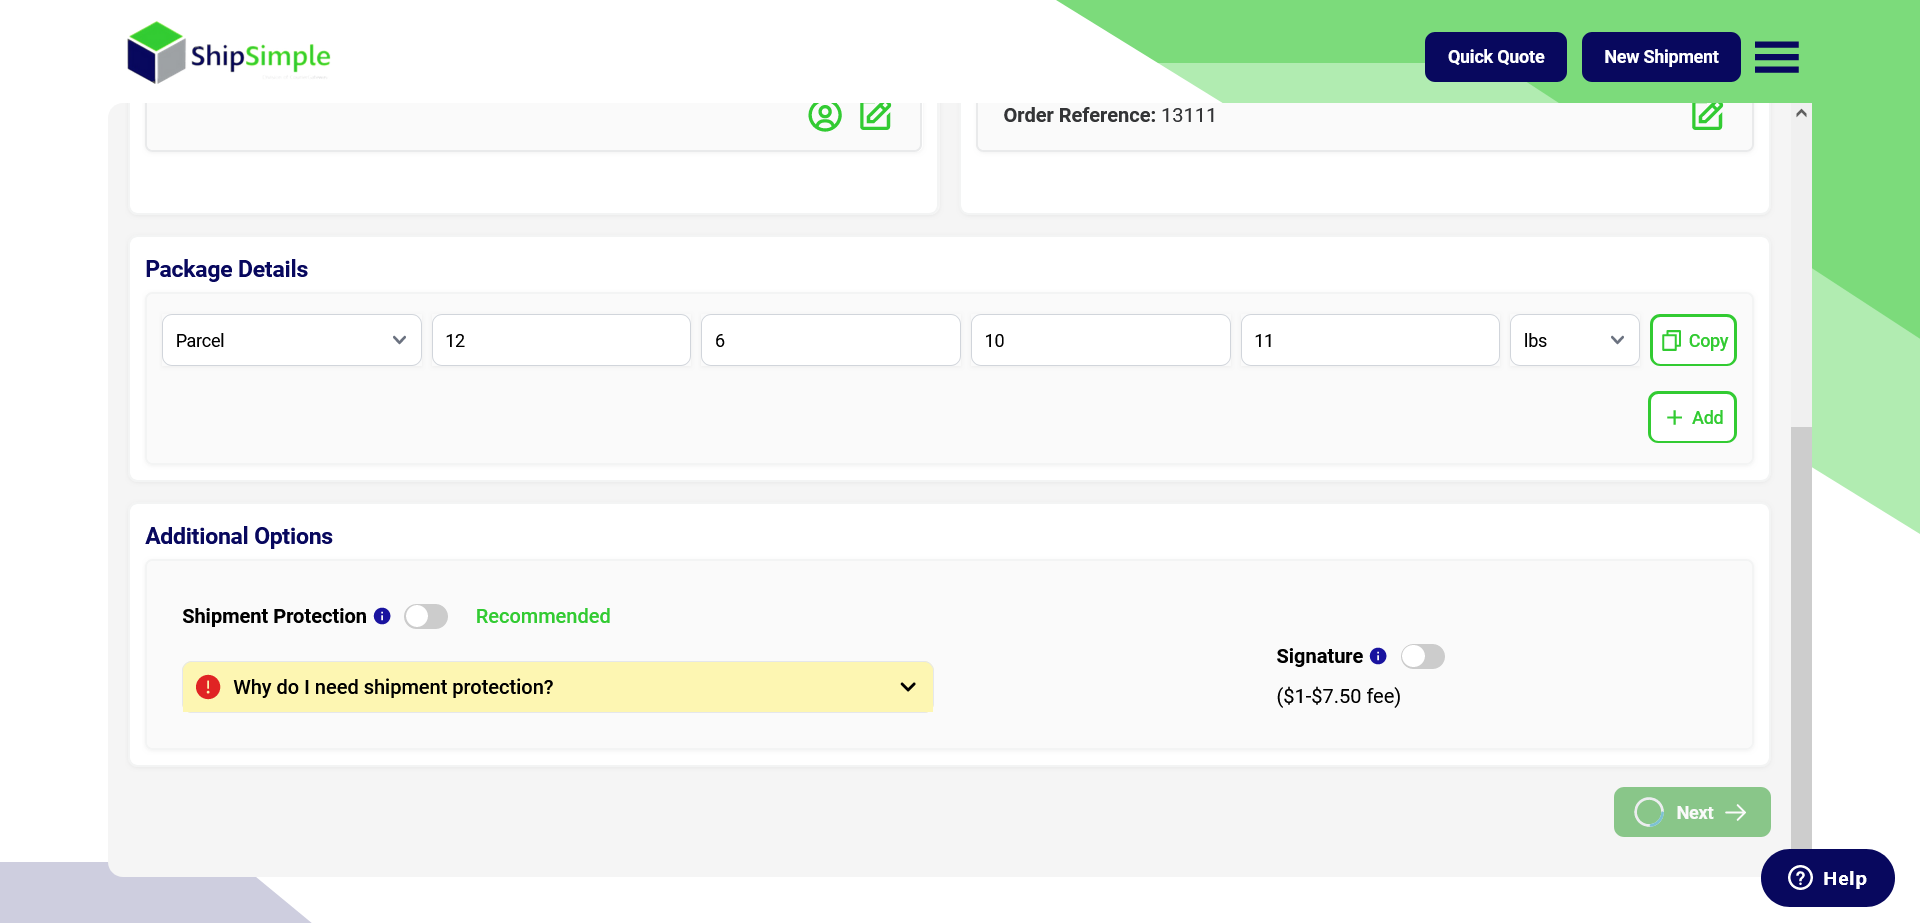 ShipSimple
Quick Quote
New Shipment
Order Reference: 13111
Package Details
Parcel
12
6
10
11
lbs
Copy
Add
Additional Options
Shipment Protection
Recommended
Why do I need shipment protection?
Signature
($1-$7.50 fee)
Next
Help